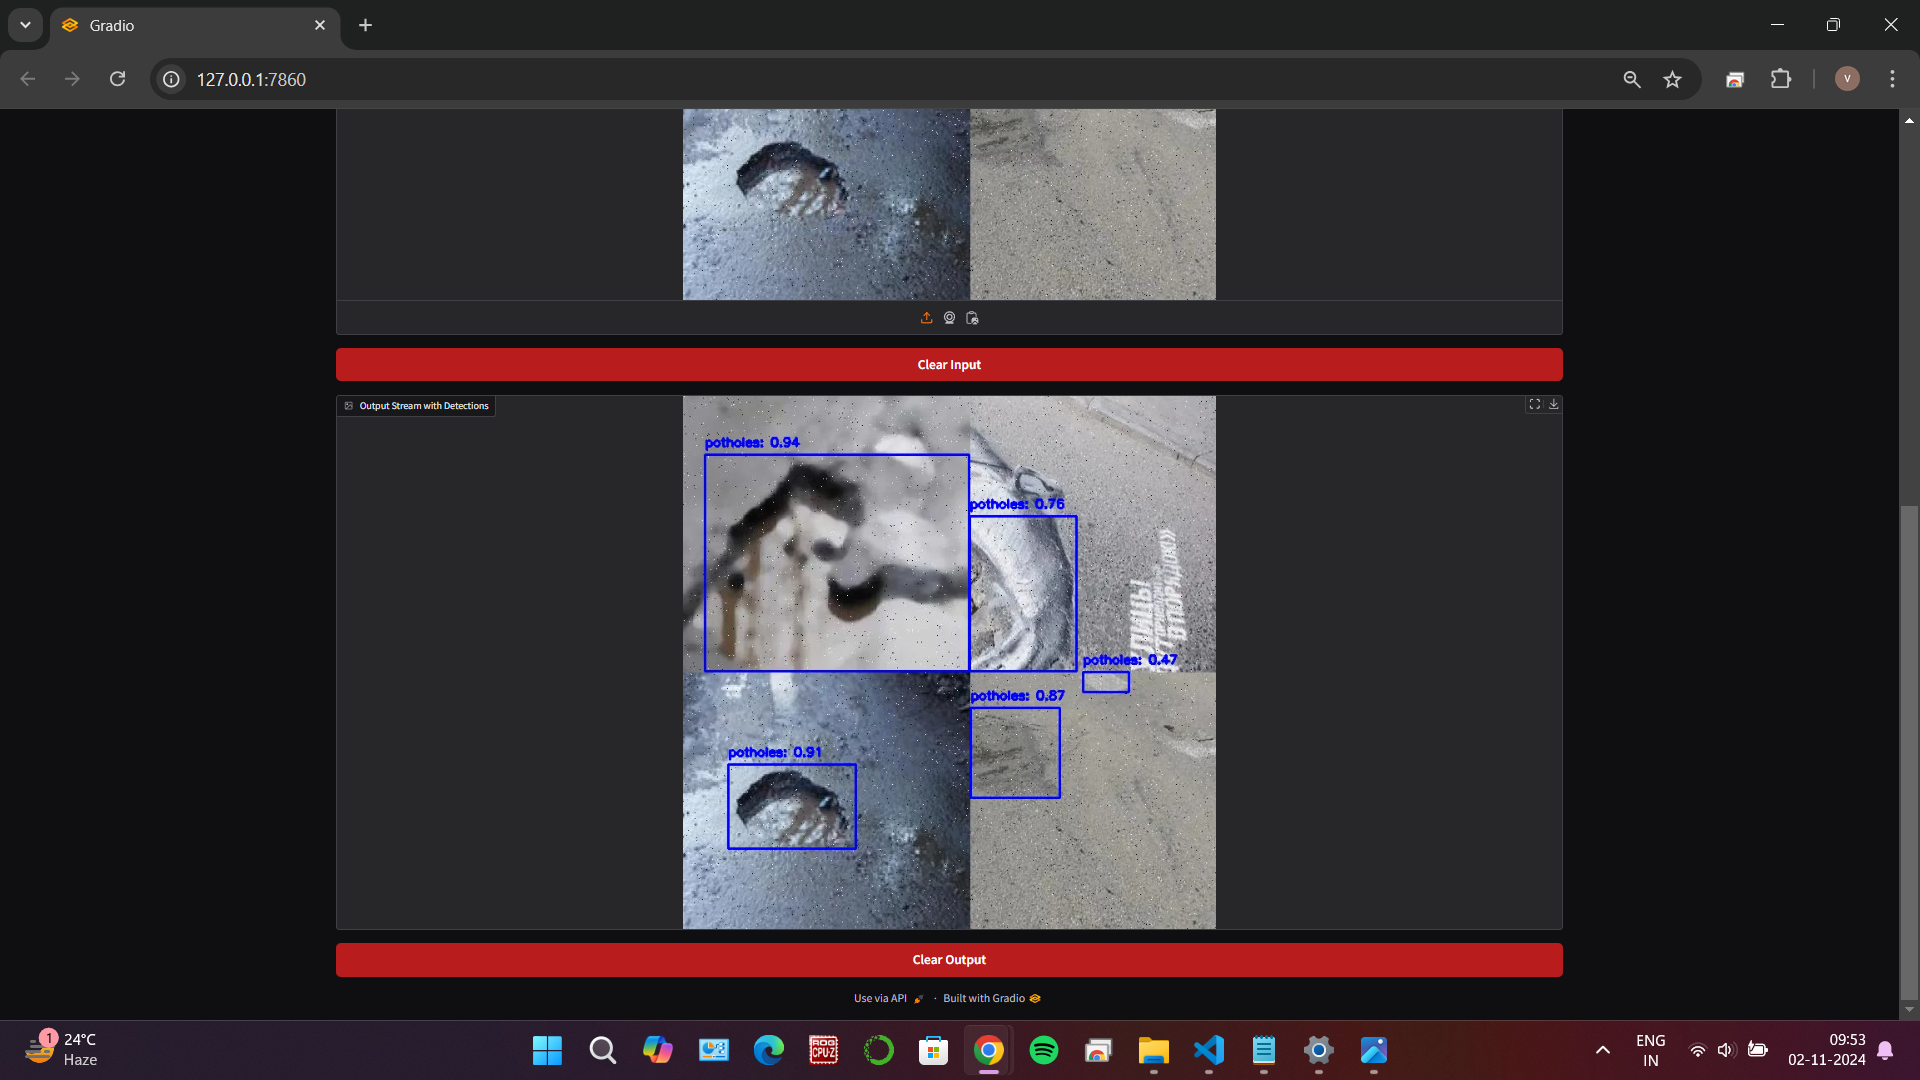 Gradio
127.0.0.1:7860
V
Clear Input
Output Stream with Detections
potholes: 0.94
potholes: 0.76
potholes: 0.47
potholes: 0.87
potholes: 0.91
Clear Output
Use via API · Built with Gradio
1
24°C
Haze
ROG
CPUZ
ENG
IN
09:53
02-11-2024